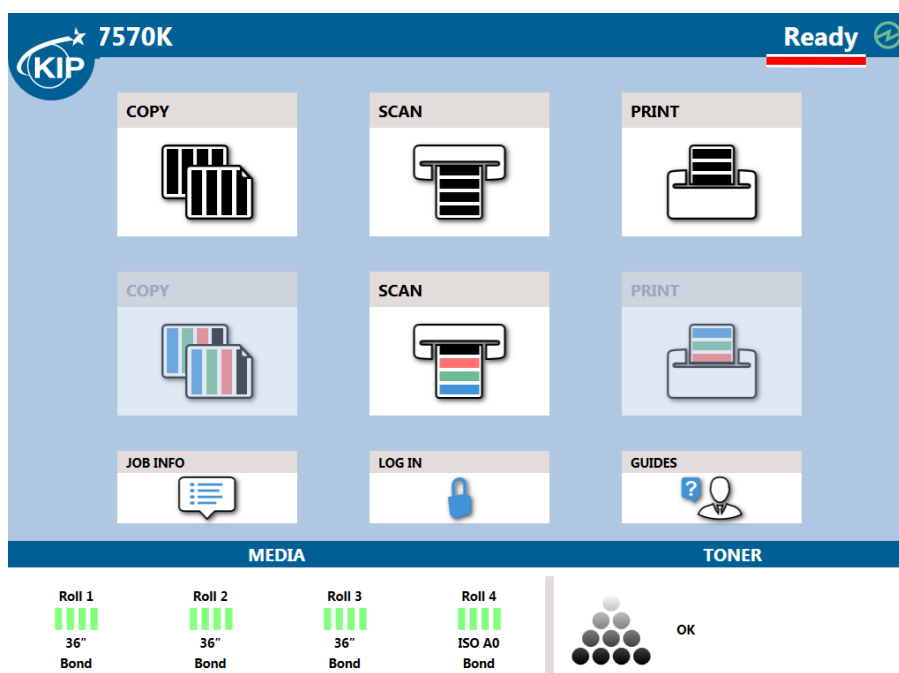 KIP
7570K
Ready
COPY SCAN PRINT
COPY SCAN PRINT
JOB INFO LOG IN GUIDES
?
MEDIA TONER
Roll 1 Roll 2 Roll 3 Roll 4
36" 36" 36" ISO A0
Bond Bond Bond Bond
OK